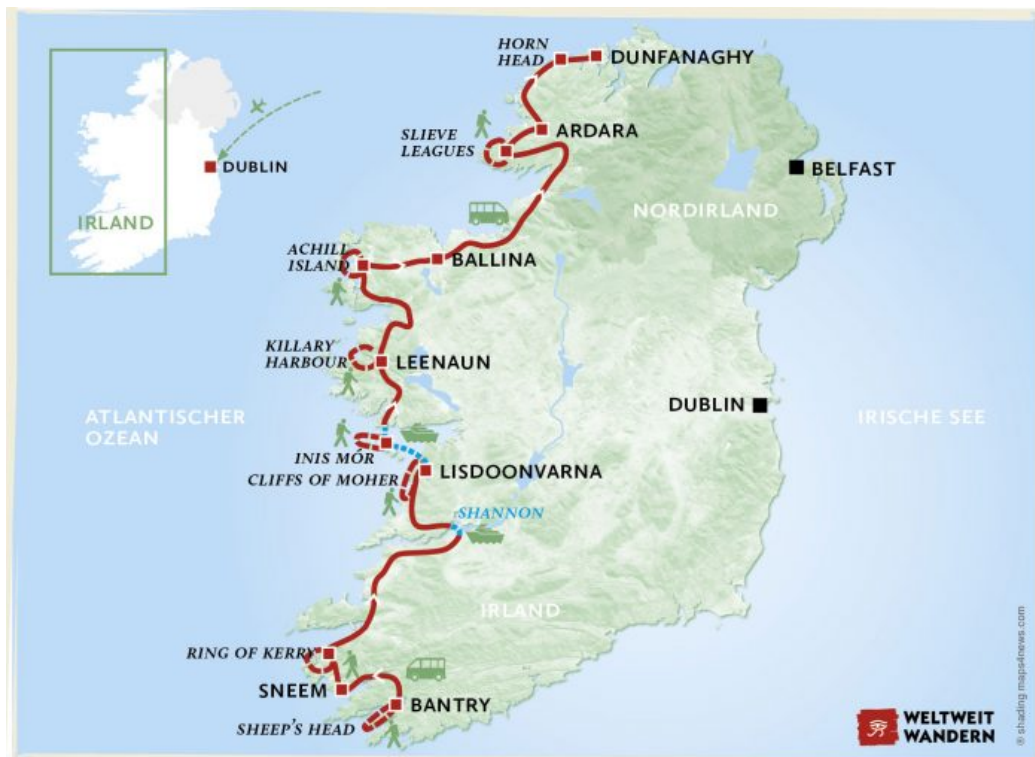 HORN
HEAD
DUNFANAGHY
ARDARA
SLIEVE
LEAGUES
DUBLIN
BELFAST
IRLAND
NORDIRLAND
ACHILL
ISLAND
BALLINA
KILLARY
HARBOUR
LEENAUN
DUBLIN
ATLANTISCHER
OZEAN
IRISCHE SEE
INIS MÓR
CLIFFS OF MOHER
LISDOONVARNA
SHANNON
IRLAND
RING OF KERRY
SNEEM
BANTRY
SHEEP'S HEAD
WELTWEIT
WANDERN
® shading maps4news.com